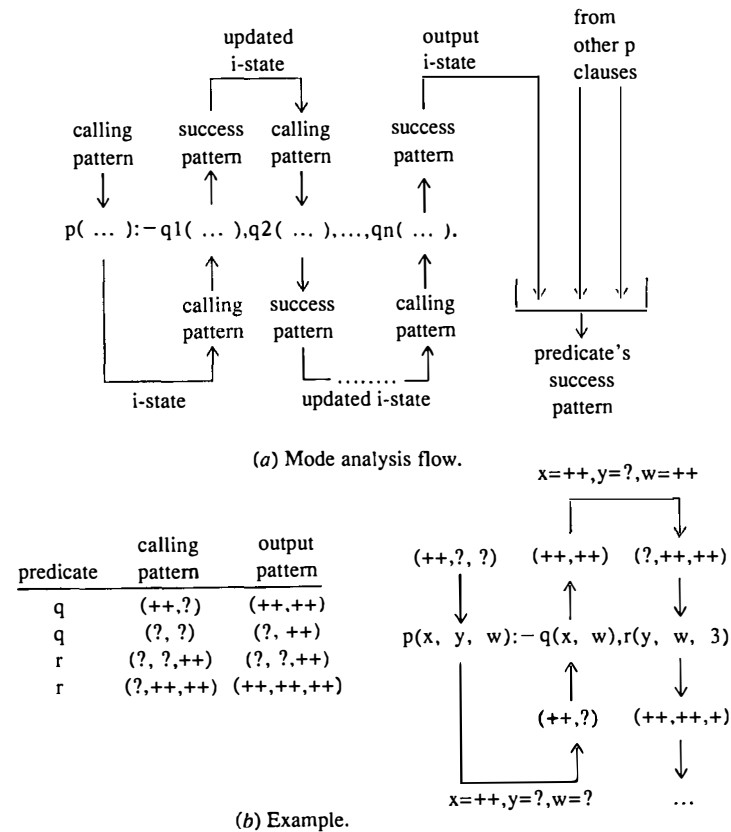 from
other p
clauses
updated
i-state
output
i-state
calling
pattern
success
pattern
calling
pattern
success
pattern
p( ... ):-q1( ... ),q2( ... ),...,qn( ... ).
calling
pattern
success
pattern
calling
pattern
i-state
updated i-state
predicate's
success
pattern
(a) Mode analysis flow.
predicate calling pattern output pattern
q (++,?) (++,++)
q (?, ?) (?, ++)
r (?, ?,++) (?, ?,++)
r (?,++,++) (++,++,++)
x=++,y=?,w=++
(++,?, ?) (++,++) (?,++,++)
p(x, y, w):-q(x, w),r(y, w, 3)
(++,?) (++,++,+)
x=++,y=?,w=? ...
(b) Example.